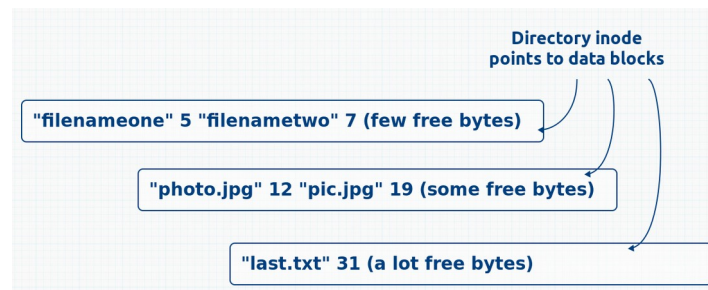 Directory inode
points to data blocks
"filenameone" 5 "filenametwo" 7 (few free bytes)
"photo.jpg" 12 "pic.jpg" 19 (some free bytes)
"last.txt" 31 (a lot free bytes)